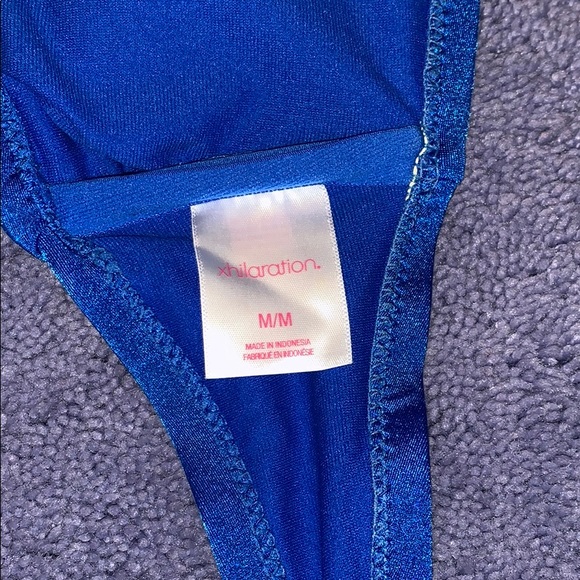 xhilaration.
M/M
MADE IN INDONESIA
FABRIQUÉ EN INDONÉSIE